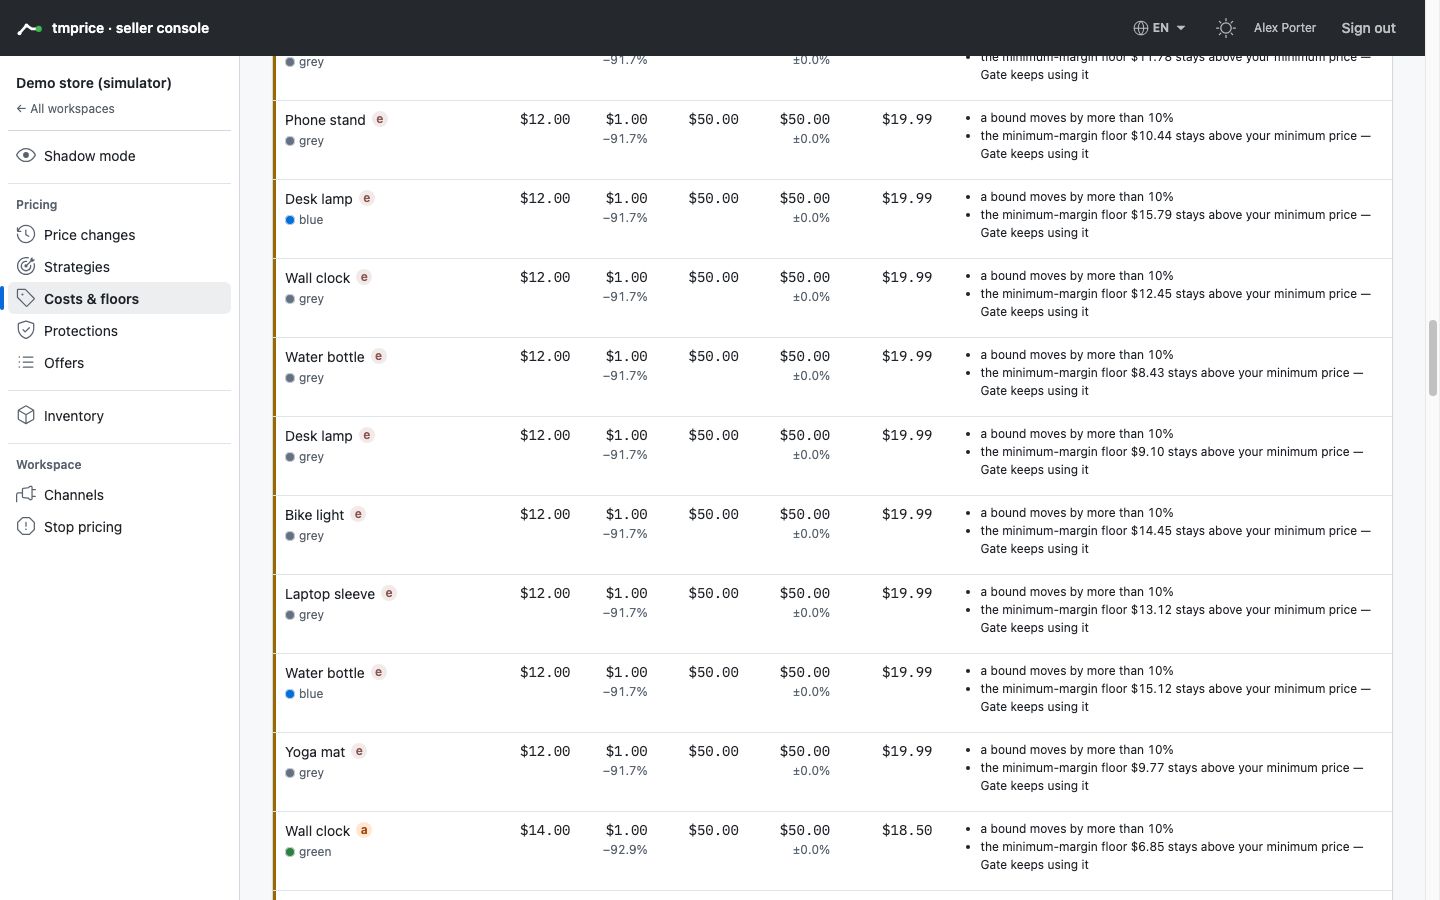 tmprice · seller console
EN
Alex Porter
Sign out
Demo store (simulator)
← All workspaces
Shadow mode
Pricing
Price changes
Strategies
Costs & floors
Protections
Offers
Inventory
Workspace
Channels
Stop pricing
grey −91.7% ±0.0%
the minimum-margin floor $11.78 stays above your minimum price —
Gate keeps using it
Phone stand e $12.00 $1.00 $50.00 $50.00 $19.99
grey −91.7% ±0.0%
• a bound moves by more than 10%
• the minimum-margin floor $10.44 stays above your minimum price —
Gate keeps using it
Desk lamp e $12.00 $1.00 $50.00 $50.00 $19.99
blue −91.7% ±0.0%
• a bound moves by more than 10%
• the minimum-margin floor $15.79 stays above your minimum price —
Gate keeps using it
Wall clock e $12.00 $1.00 $50.00 $50.00 $19.99
grey −91.7% ±0.0%
• a bound moves by more than 10%
• the minimum-margin floor $12.45 stays above your minimum price —
Gate keeps using it
Water bottle e $12.00 $1.00 $50.00 $50.00 $19.99
grey −91.7% ±0.0%
• a bound moves by more than 10%
• the minimum-margin floor $8.43 stays above your minimum price —
Gate keeps using it
Desk lamp e $12.00 $1.00 $50.00 $50.00 $19.99
grey −91.7% ±0.0%
• a bound moves by more than 10%
• the minimum-margin floor $9.10 stays above your minimum price —
Gate keeps using it
Bike light e $12.00 $1.00 $50.00 $50.00 $19.99
grey −91.7% ±0.0%
• a bound moves by more than 10%
• the minimum-margin floor $14.45 stays above your minimum price —
Gate keeps using it
Laptop sleeve e $12.00 $1.00 $50.00 $50.00 $19.99
grey −91.7% ±0.0%
• a bound moves by more than 10%
• the minimum-margin floor $13.12 stays above your minimum price —
Gate keeps using it
Water bottle e $12.00 $1.00 $50.00 $50.00 $19.99
blue −91.7% ±0.0%
• a bound moves by more than 10%
• the minimum-margin floor $15.12 stays above your minimum price —
Gate keeps using it
Yoga mat e $12.00 $1.00 $50.00 $50.00 $19.99
grey −91.7% ±0.0%
• a bound moves by more than 10%
• the minimum-margin floor $9.77 stays above your minimum price —
Gate keeps using it
Wall clock a $14.00 $1.00 $50.00 $50.00 $18.50
green −92.9% ±0.0%
• a bound moves by more than 10%
• the minimum-margin floor $6.85 stays above your minimum price —
Gate keeps using it